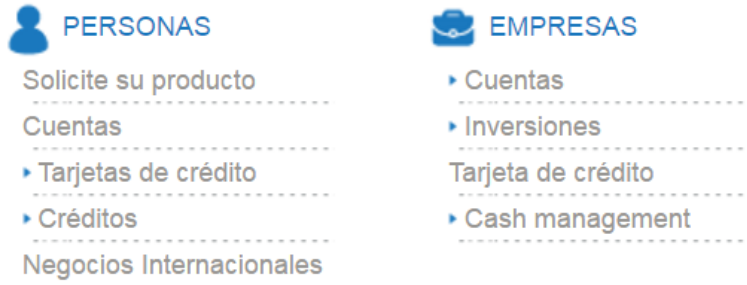 PERSONAS
Solicite su producto
Cuentas
Tarjetas de crédito
Créditos
Negocios Internacionales
EMPRESAS
Cuentas
Inversiones
Tarjeta de crédito
Cash management